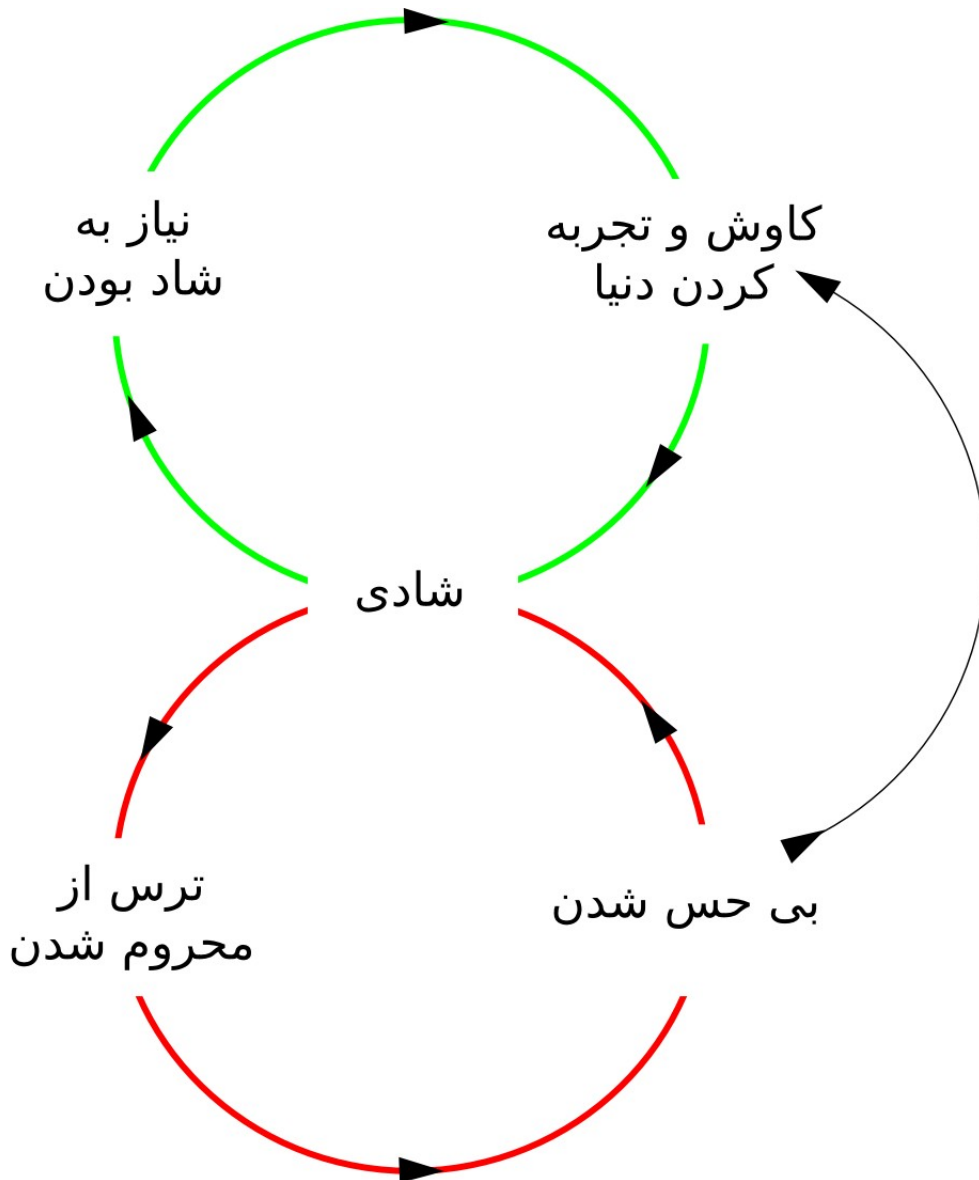 نیاز به
شاد بودن
کاوش و تجربه
کردن دنیا
شادی
ترس از
محروم شدن
بی حس شدن